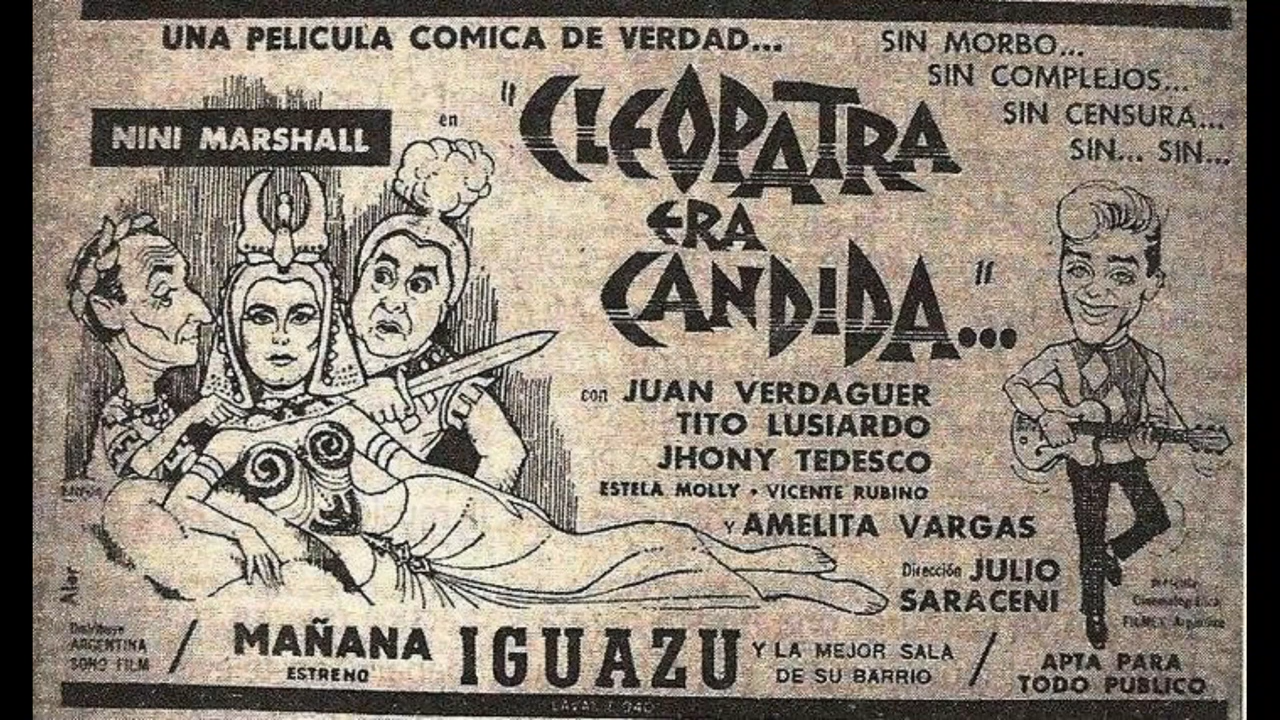 UNA PELICULA COMICA DE VERDAD...
SIN MORBO...
SIN COMPLEJOS...
SIN CENSURA...
SIN... SIN...
NINI MARSHALL
en
"CLEOPATRA
ERA
CANDIDA..."
con JUAN VERDAGUER
TITO LUSIARDO
JHONY TEDESCO
ESTELA MOLLY • VICENTE RUBINO
Y AMELITA VARGAS
Dirección JULIO
SARACENI
Distribuye
ARGENTINA
SONO FILM
MAÑANA
ESTRENO
IGUAZU
Y LA MEJOR SALA
DE SU BARRIO
APTA PARA
TODO PUBLICO
Cinematográfica